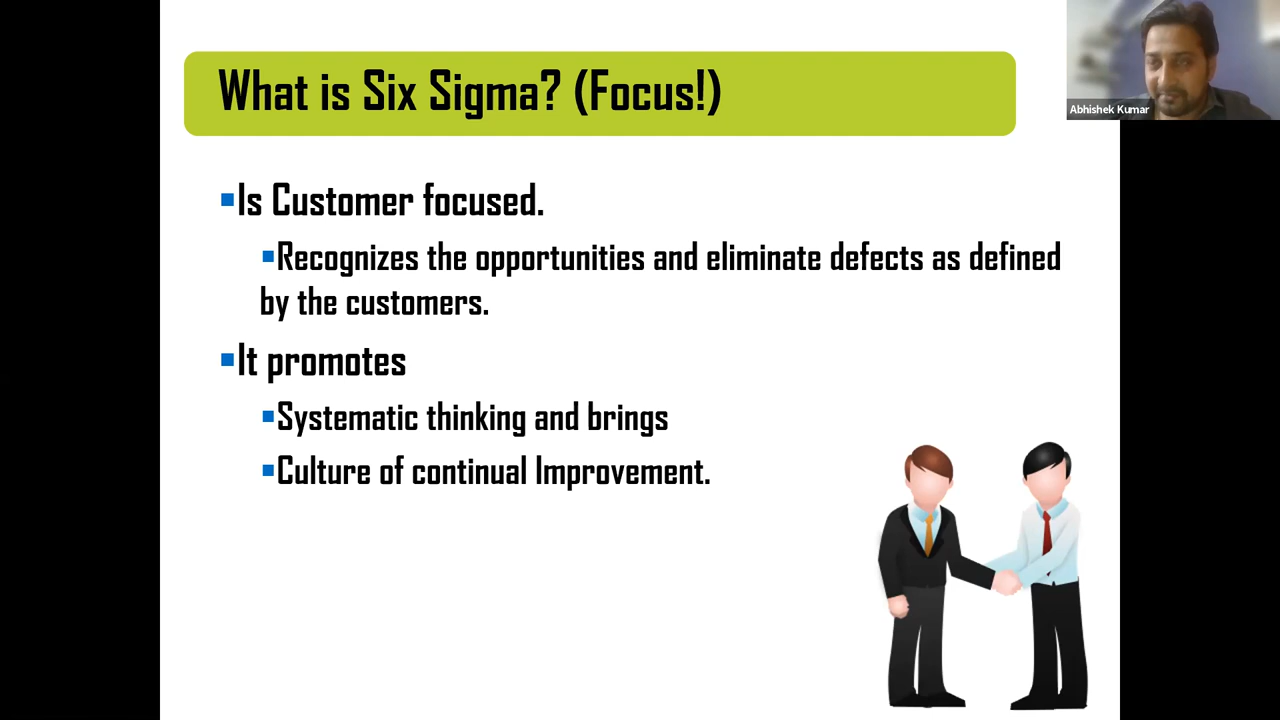 What is Six Sigma? (Focus!)
Abhishek Kumar
Is Customer focused.
Recognizes the opportunities and eliminate defects as defined
by the customers.
It promotes
Systematic thinking and brings
Culture of continual Improvement.